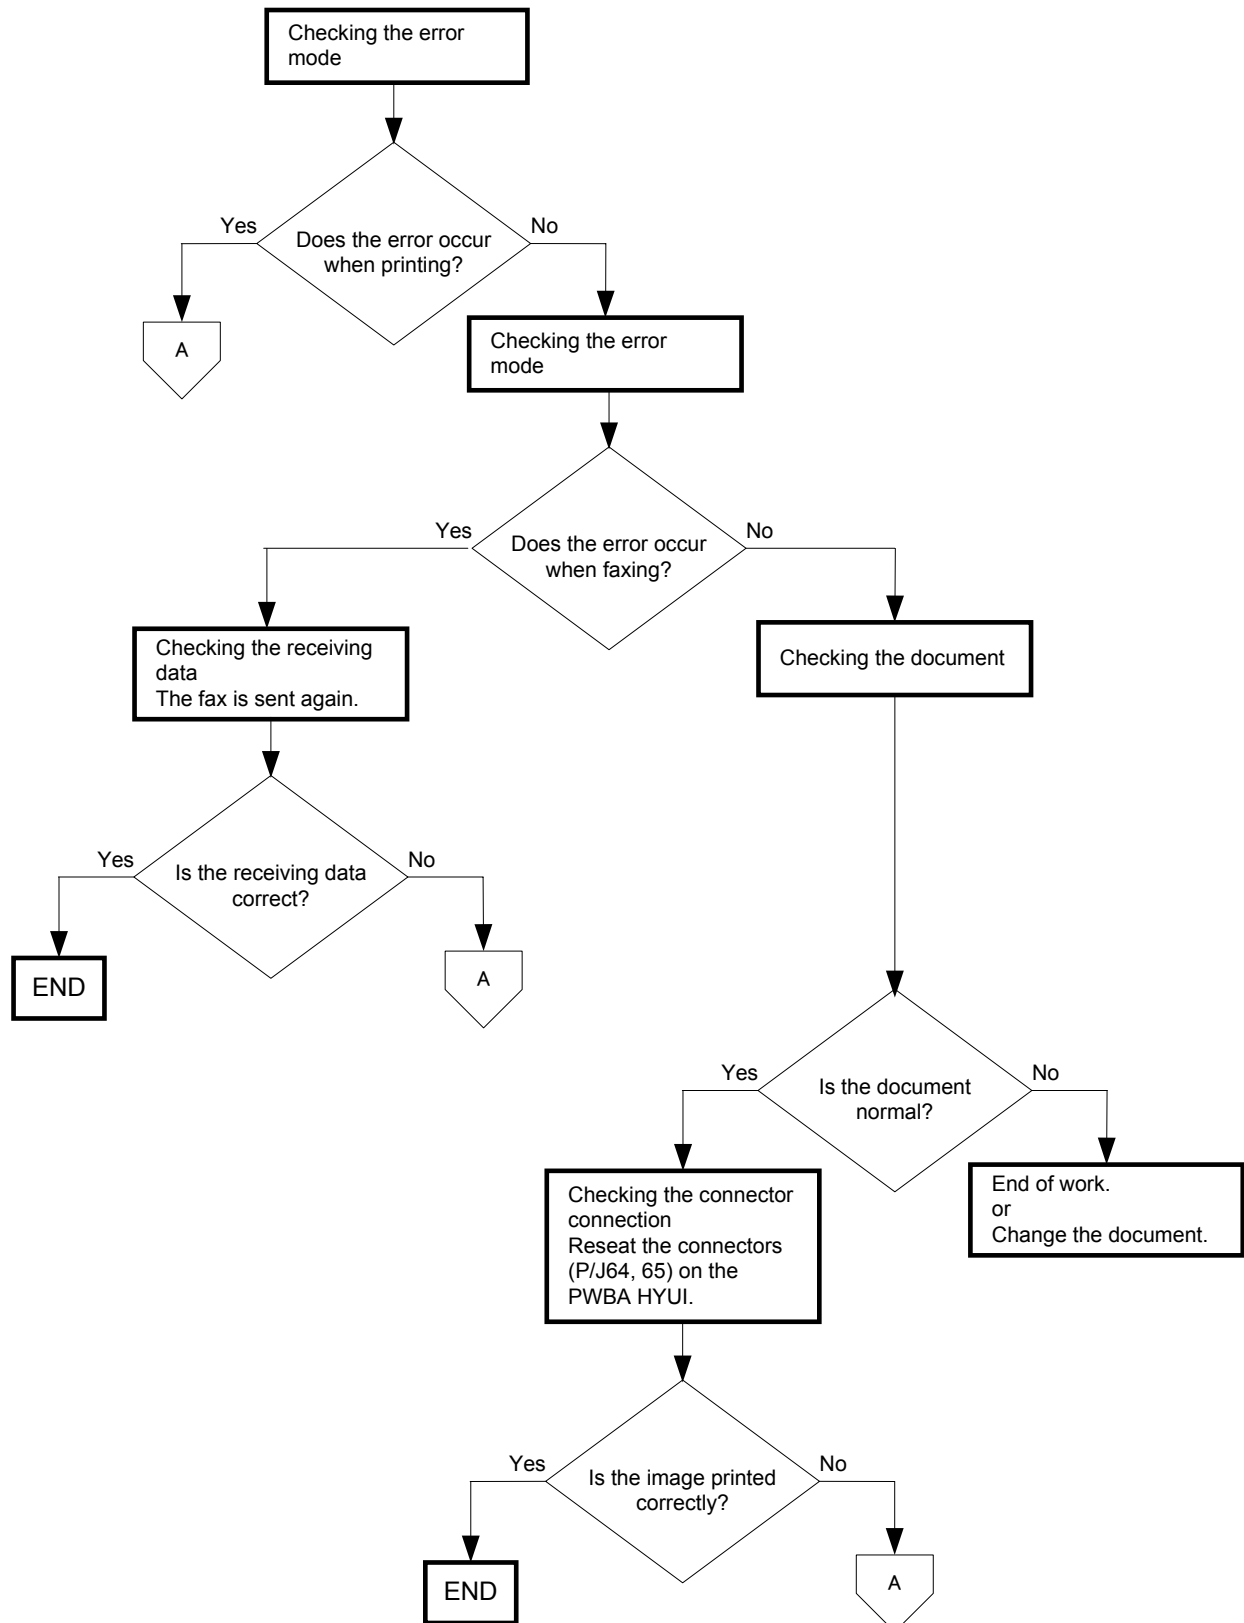 Checking the error
mode
Yes
No
Does the error occur
when printing?
A
Checking the error
mode
Yes
No
Does the error occur
when faxing?
Checking the receiving
data
The fax is sent again.
Checking the document
Yes
No
Is the receiving data
correct?
END
A
Yes
No
Is the document
normal?
Checking the connector
connection
Reseat the connectors
(P/J64, 65) on the
PWBA HYUI.
End of work.
or
Change the document.
Yes
No
Is the image printed
correctly?
END
A